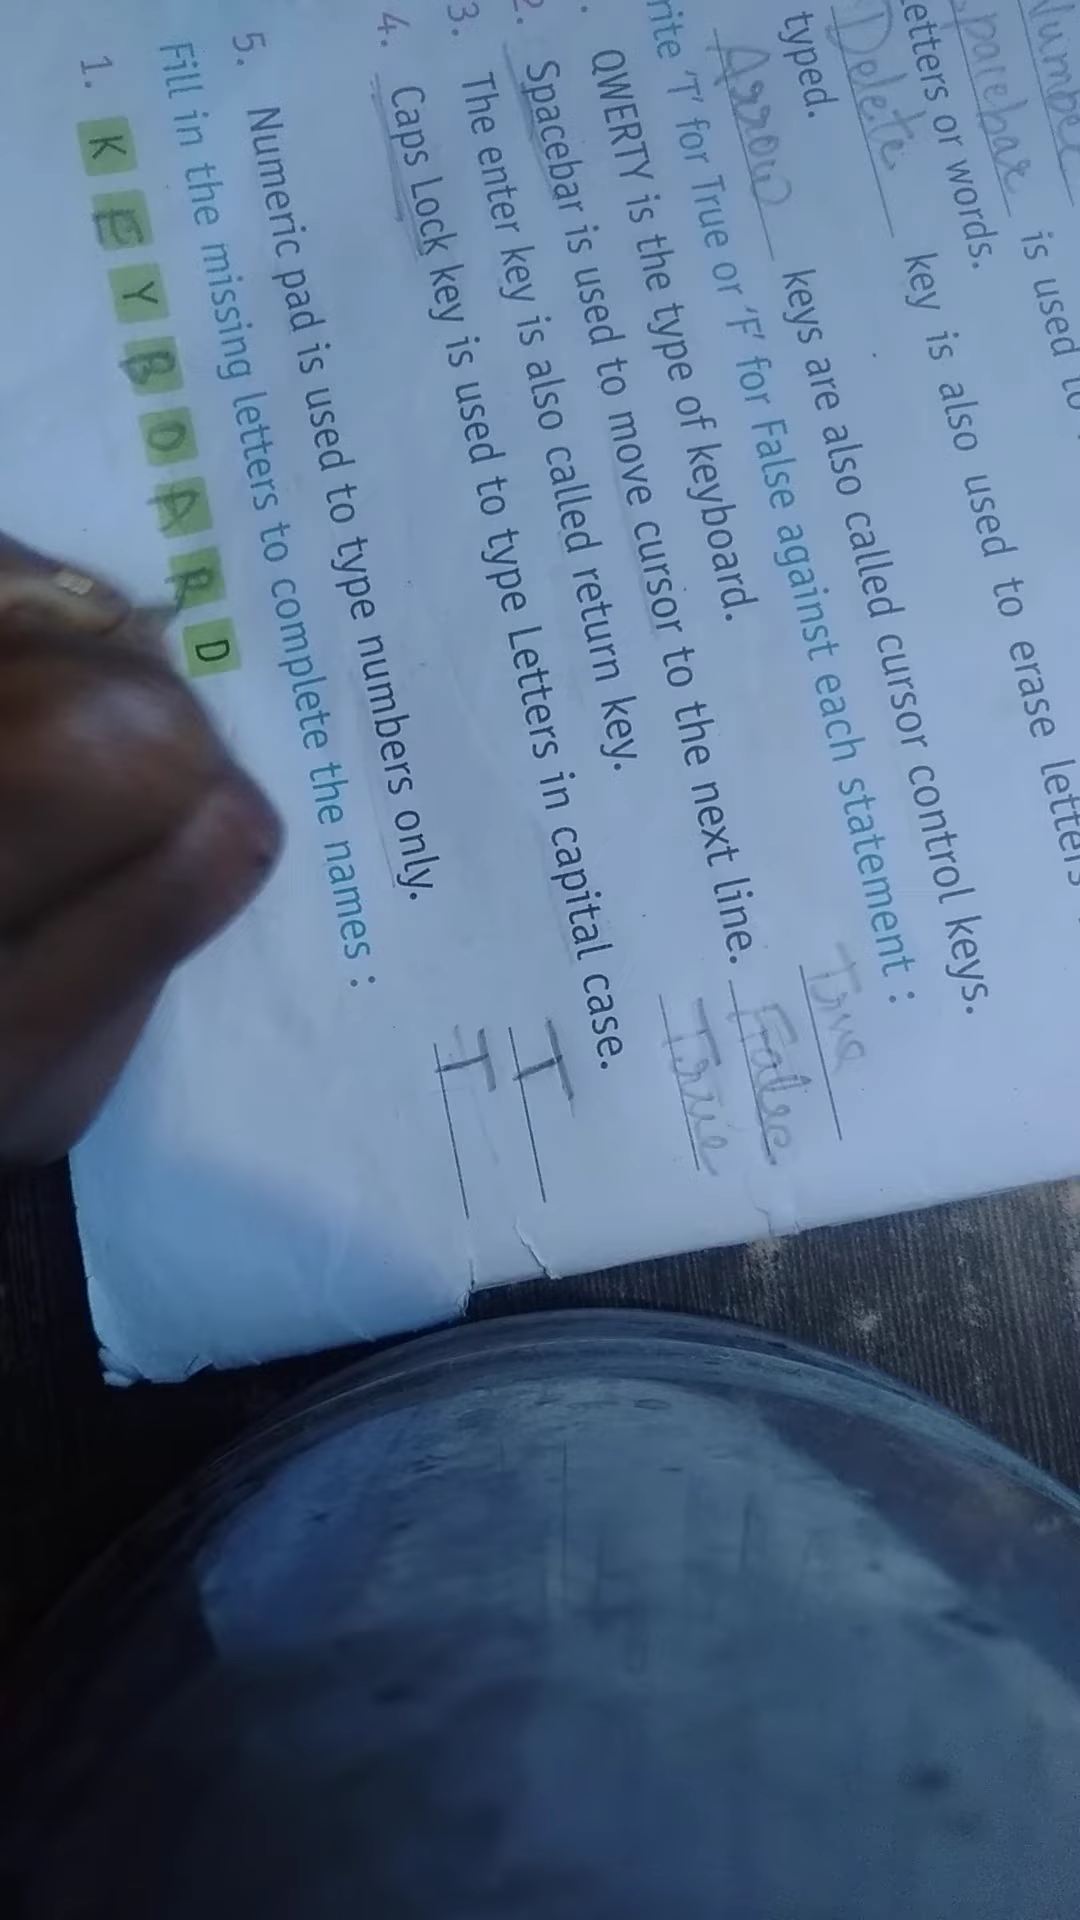 is used to
Spacebar
letters or words.
Delete key is also used to erase letters
typed.
Arrow keys are also called cursor control keys.
rite 'T' for True or 'F' for False against each statement :
QWERTY is the type of keyboard. True
2. Spacebar is used to move cursor to the next line. False
3. The enter key is also called return key. True
4. Caps Lock key is used to type Letters in capital case. T
5. Numeric pad is used to type numbers only. T
Fill in the missing letters to complete the names :
1. K E Y B O A R D